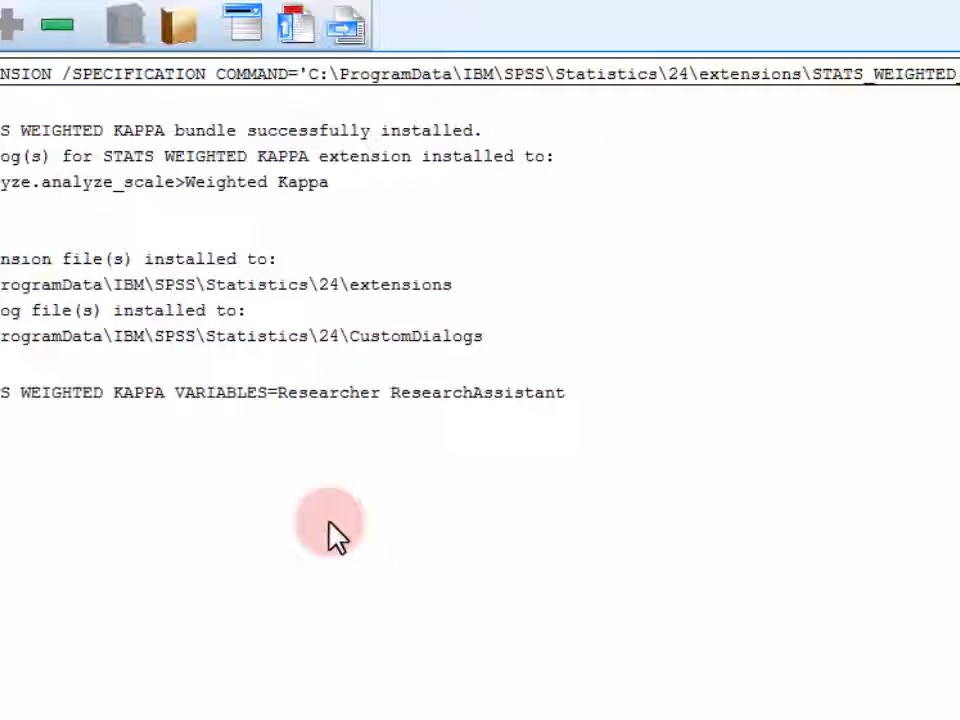 NSION /SPECIFICATION COMMAND='C:\ProgramData\IBM\SPSS\Statistics\24\extensions\STATS_WEIGHTED_
S WEIGHTED KAPPA bundle successfully installed.
og(s) for STATS WEIGHTED KAPPA extension installed to:
yze.analyze_scale>Weighted Kappa
nsion file(s) installed to:
rogramData\IBM\SPSS\Statistics\24\extensions
og file(s) installed to:
rogramData\IBM\SPSS\Statistics\24\CustomDialogs
S WEIGHTED KAPPA VARIABLES=Researcher ResearchAssistant